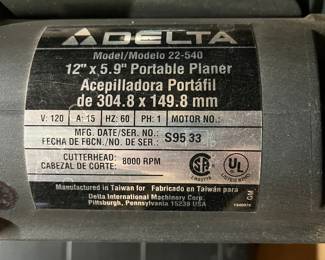 DELTA
Model/Modelo 22-540
12" x 5.9" Portable Planer
Acepilladora Portáfil
de 304.8 x 149.8 mm
V: 120 A: 15 HZ: 60 PH: 1 MOTOR NO.:
MFG. DATE/SER. NO.: S95 33
FECHA DE FGCN. / NO. DE SER.:
CUTTERHEAD: 8000 RPM
CABEZAL DE CORTE:
Manufactured in Taiwan for Fabricado en Taiwán para
Delta International Machinery Corp.
Pittsburgh, Pennsylvania 15238 USA
GM